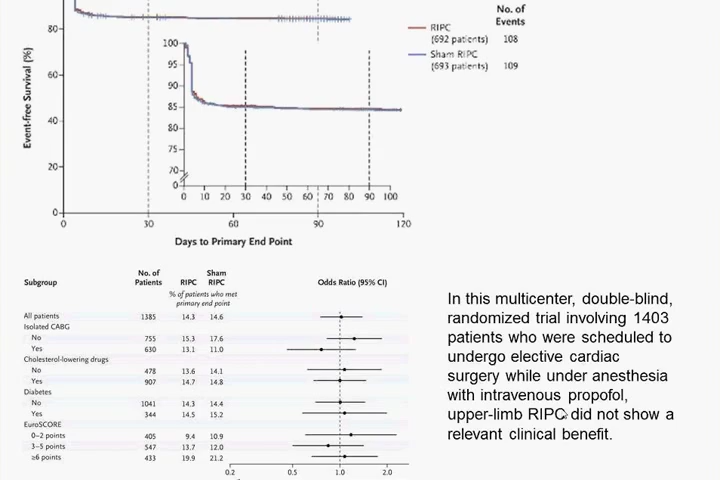 No. of
Events
RIPC
(692 patients) 108
Sham RIPC
(693 patients) 109
Event-free Survival (%)
80
60
40
20
0
100
95
90
85
80
75
70
0
0 10 20 30 40 50 60 70 80 90 100
0 30 60 90 120
Days to Primary End Point
Subgroup No. of Patients RIPC Sham RIPC Odds Ratio (95% CI)
% of patients who met
primary end point
All patients 1385 14.3 14.6
Isolated CABG
No 755 15.3 17.6
Yes 630 13.1 11.0
Cholesterol-lowering drugs
No 478 13.6 14.1
Yes 907 14.7 14.8
Diabetes
No 1041 14.3 14.4
Yes 344 14.5 15.2
EuroSCORE
0–2 points 405 9.4 10.9
3–5 points 547 13.7 12.0
≥6 points 433 19.9 21.2
0.2 0.5 1.0 2.0
In this multicenter, double-blind,
randomized trial involving 1403
patients who were scheduled to
undergo elective cardiac
surgery while under anesthesia
with intravenous propofol,
upper-limb RIPC did not show a
relevant clinical benefit.